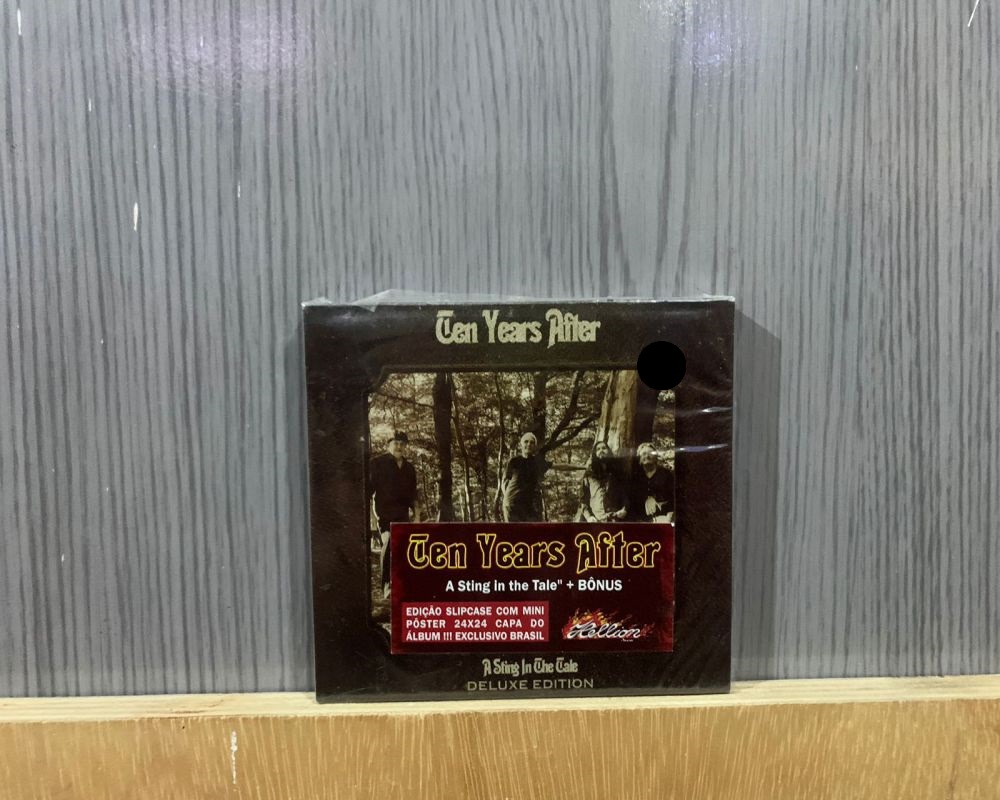 Ten Years After
Ten Years After
A Sting in the Tale" + BÔNUS
EDIÇÃO SLIPCASE COM MINI
PÔSTER 24X24 CAPA DO
ÁLBUM !!! EXCLUSIVO BRASIL
Hellion
A Sting In The Tale
DELUXE EDITION